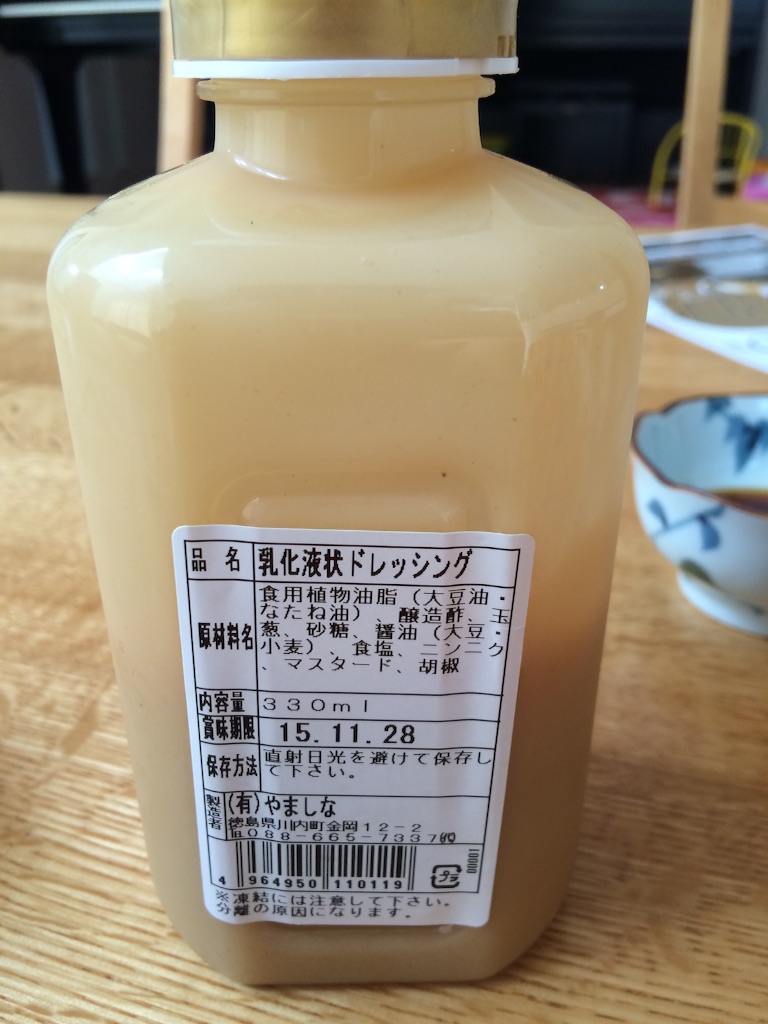 品 名 乳化液状ドレッシング
原材料名 食用植物油脂（大豆油・
なたね油）、醸造酢、玉
葱、砂糖、醤油（大豆・
小麦）、食塩、ニンニク
、マスタード、胡椒
内容量 ３３０ｍｌ
賞味期限 15.11.28
保存方法 直射日光を避けて保存し
て下さい。
製造者 (有)やましな
徳島県川内町金岡１２－２
℡０８８－６６５－７３３７㈹
4 964950 110119
プラ
00001
※凍結には注意して下さい。
分離の原因になります。